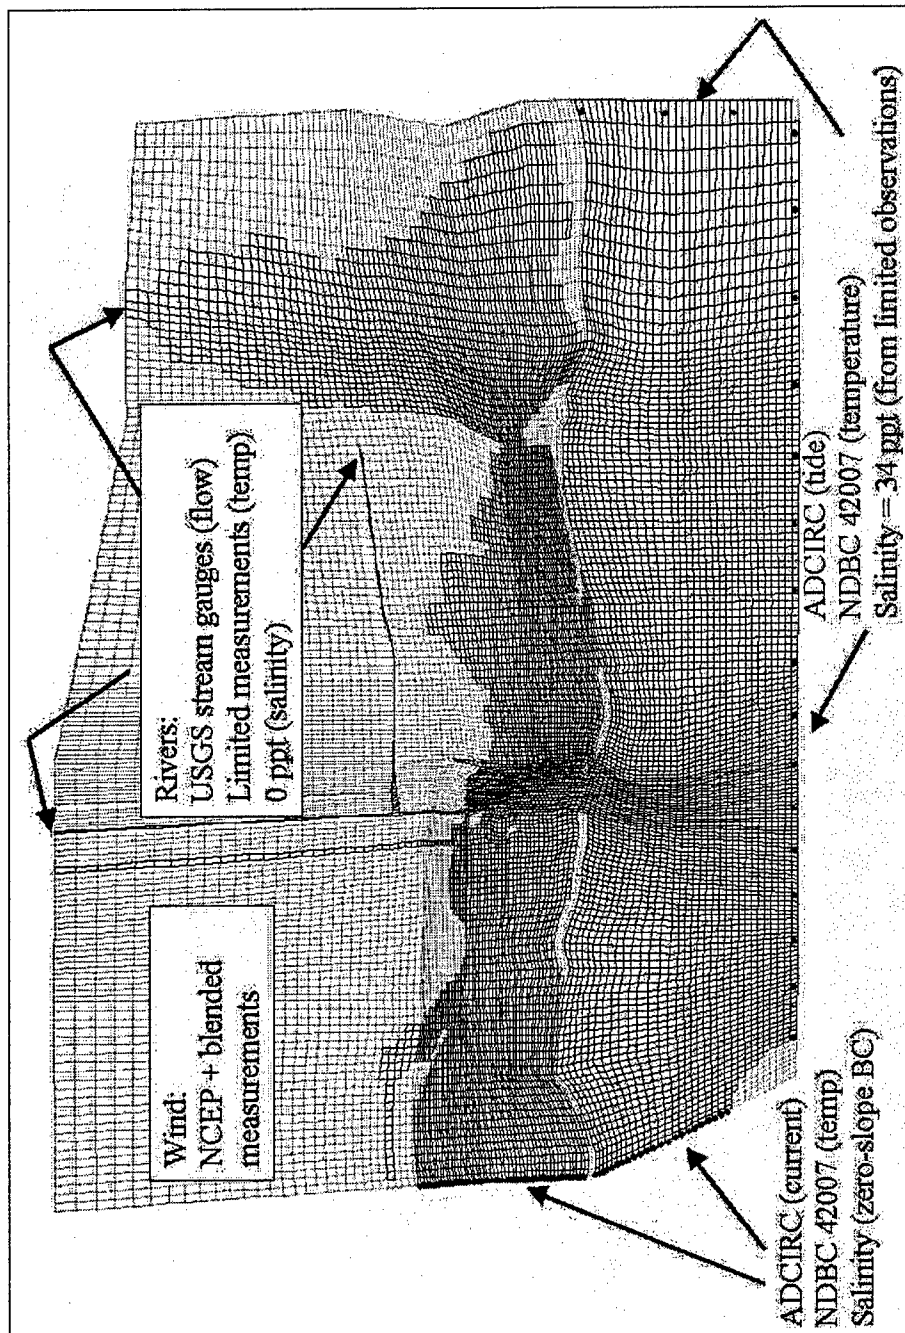 Wind:
NCEP + blended
measurements
Rivers:
USGS stream gauges (flow)
Limited measurements (temp)
0 ppt (salinity)
ADCIRC (current)
NDBC 42007 (temp)
Salinity (zero-slope BC)
ADCIRC (tide)
NDBC 42007 (temperature)
Salinity = 34 ppt (from limited observations)